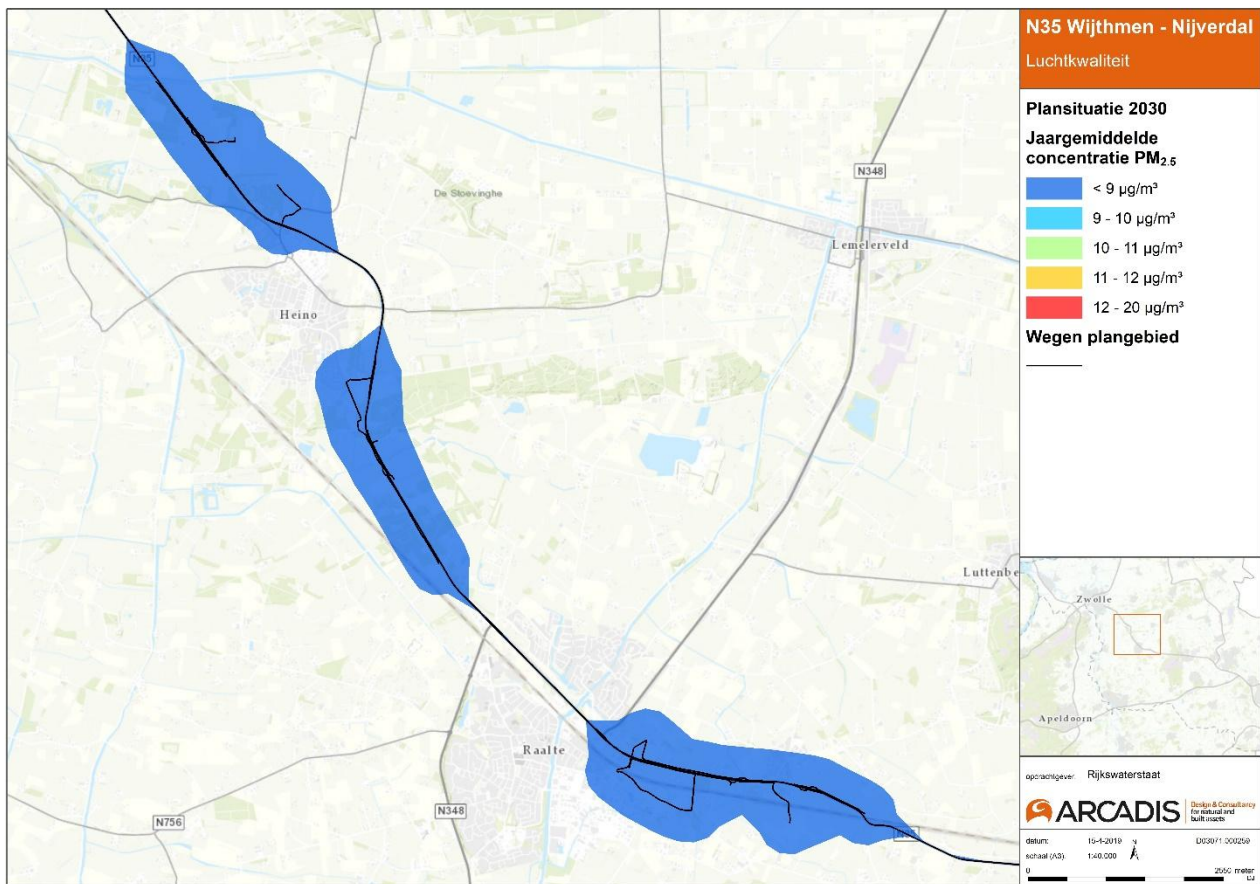 N35 Wijthmen - Nijverdal
Luchtkwaliteit
Plansituatie 2030
Jaargemiddelde
concentratie PM2.5
< 9 µg/m³
9 - 10 µg/m³
10 - 11 µg/m³
11 - 12 µg/m³
12 - 20 µg/m³
Wegen plangebied
N35
De Stoevinghe
N348
Lemelerveld
Heino
Luttenbe
Raalte
N348
N756
Zwolle
Apeldoorn
opdrachtgever: Rijkswaterstaat
ARCADIS
Design & Consultancy
for natural and
built assets
datum: 15-4-2019
N
D03071.000259
schaal (A3): 1:40.000
0
2550 meter